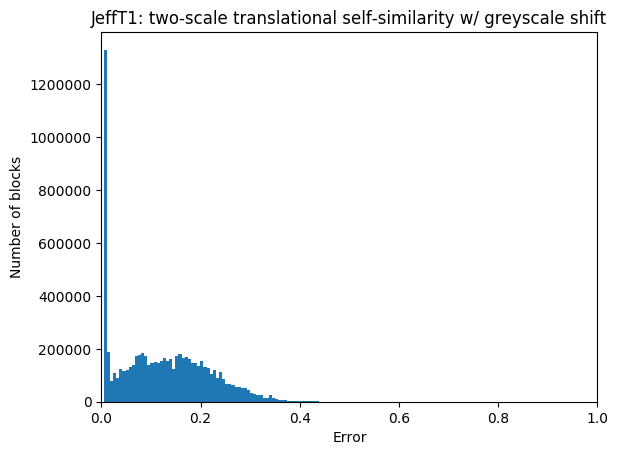 JeffT1: two-scale translational self-similarity w/ greyscale shift
1200000
1000000
800000
600000
400000
200000
0
Number of blocks
0.0 0.2 0.4 0.6 0.8 1.0
Error